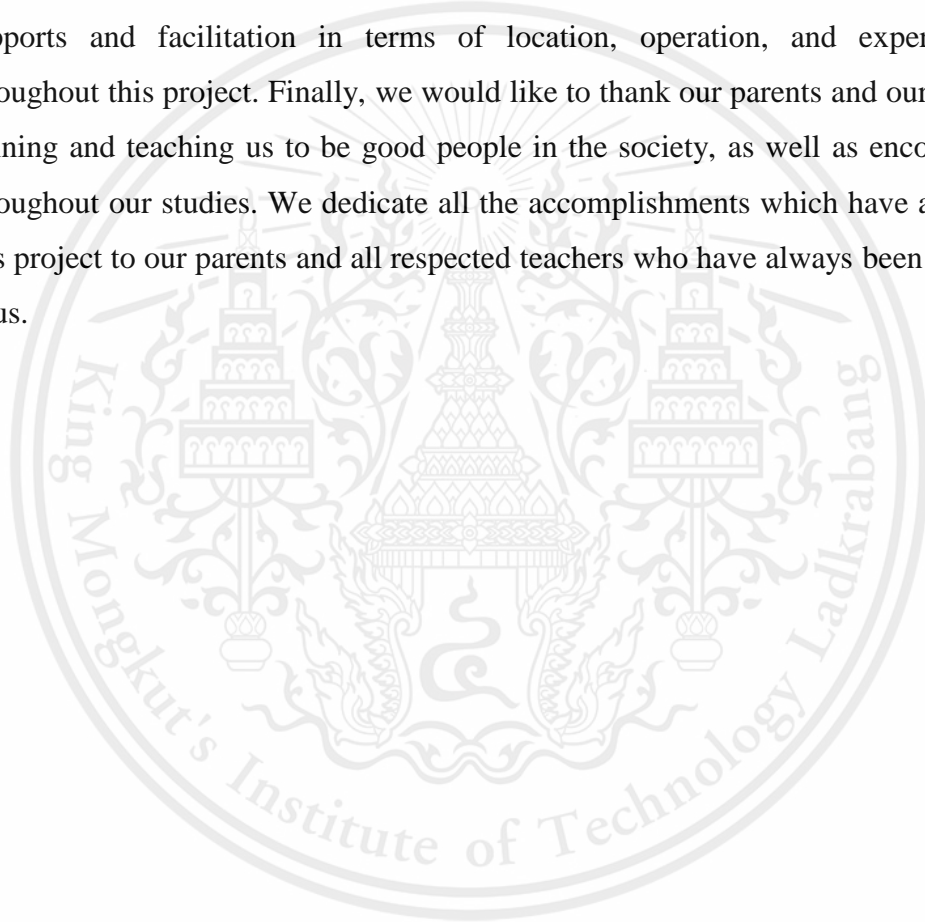 pports and facilitation in terms of location, operation, and exper
oughout this project. Finally, we would like to thank our parents and our
ining and teaching us to be good people in the society, as well as enco
oughout our studies. We dedicate all the accomplishments which have a
s project to our parents and all respected teachers who have always been
us.
King Mongkut's Institute of Technology Ladkrabang